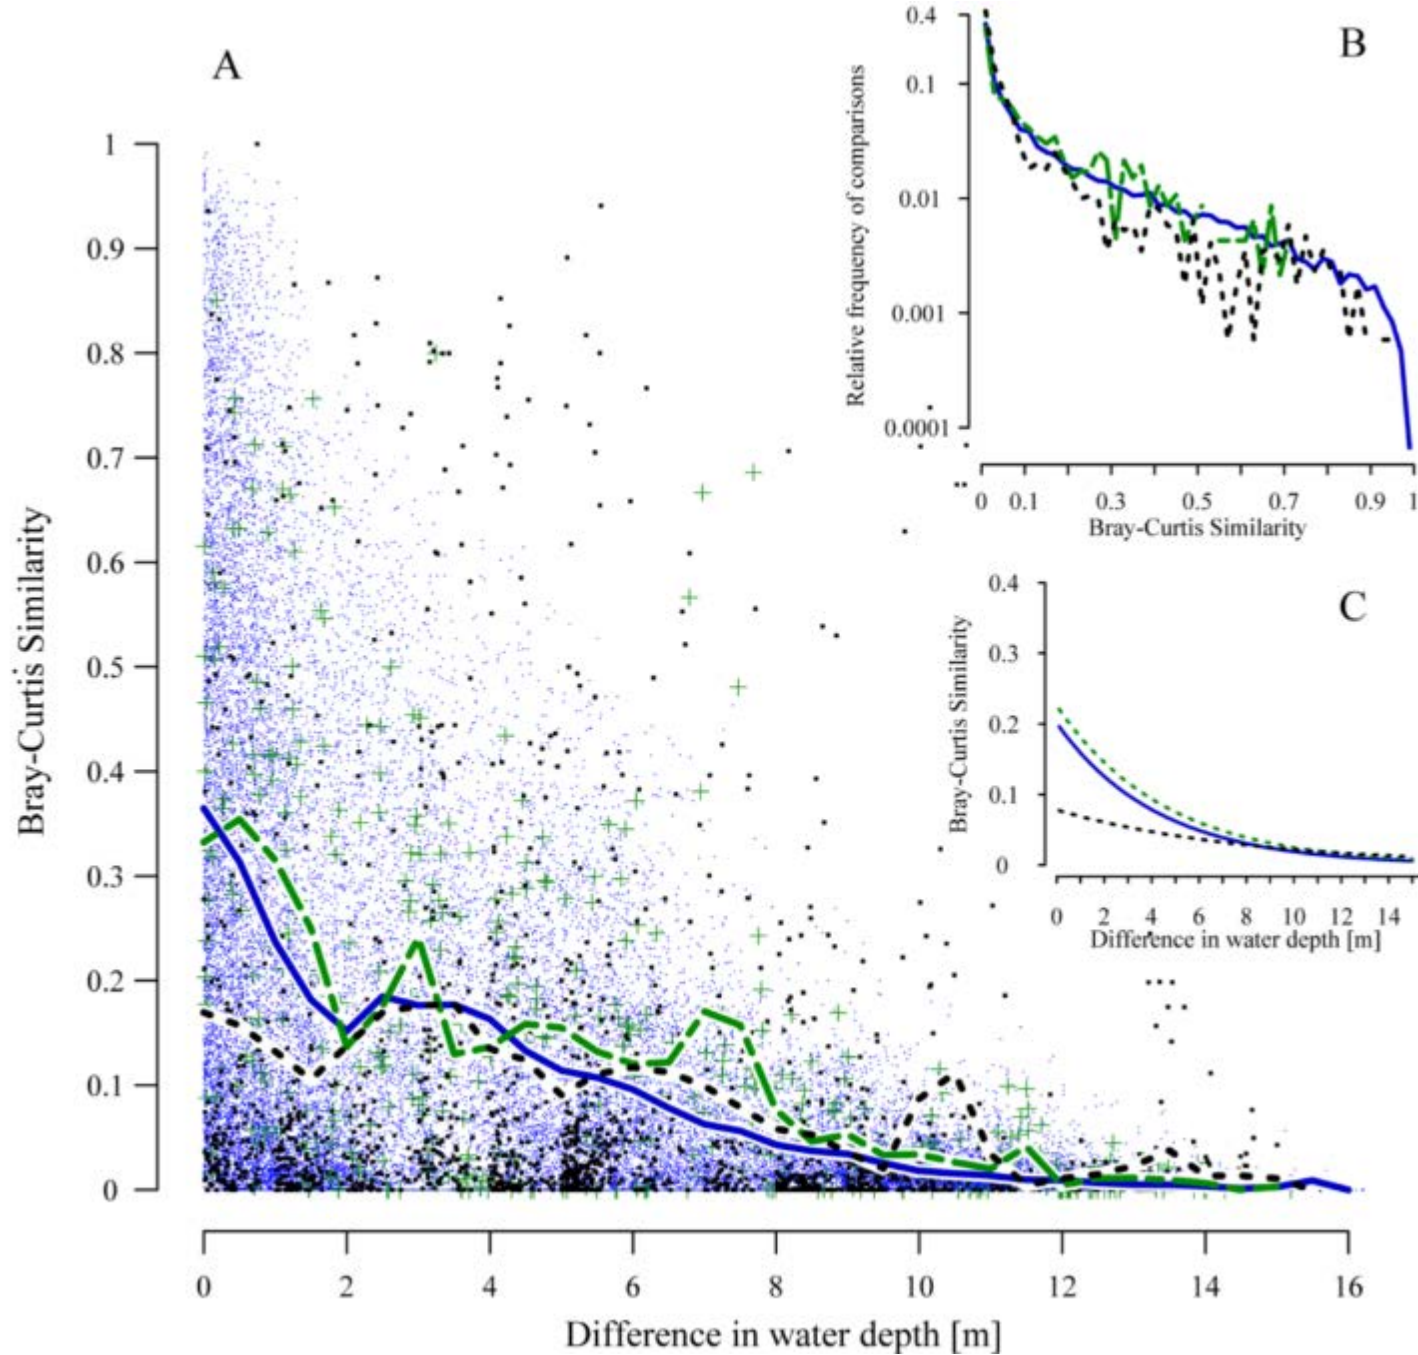 A
1
0.9
0.8
0.7
0.6
0.5
0.4
0.3
0.2
0.1
0
Bray-Curtis Similarity
0 2 4 6 8 10 12 14 16
Difference in water depth [m]
B
0.4
0.1
0.01
0.001
0.0001
Relative frequency of comparisons
0 0.1 0.3 0.5 0.7 0.9 1
Bray-Curtis Similarity
C
0.4
0.3
0.2
0.1
0
Bray-Curtis Similarity
0 2 4 6 8 10 12 14
Difference in water depth [m]